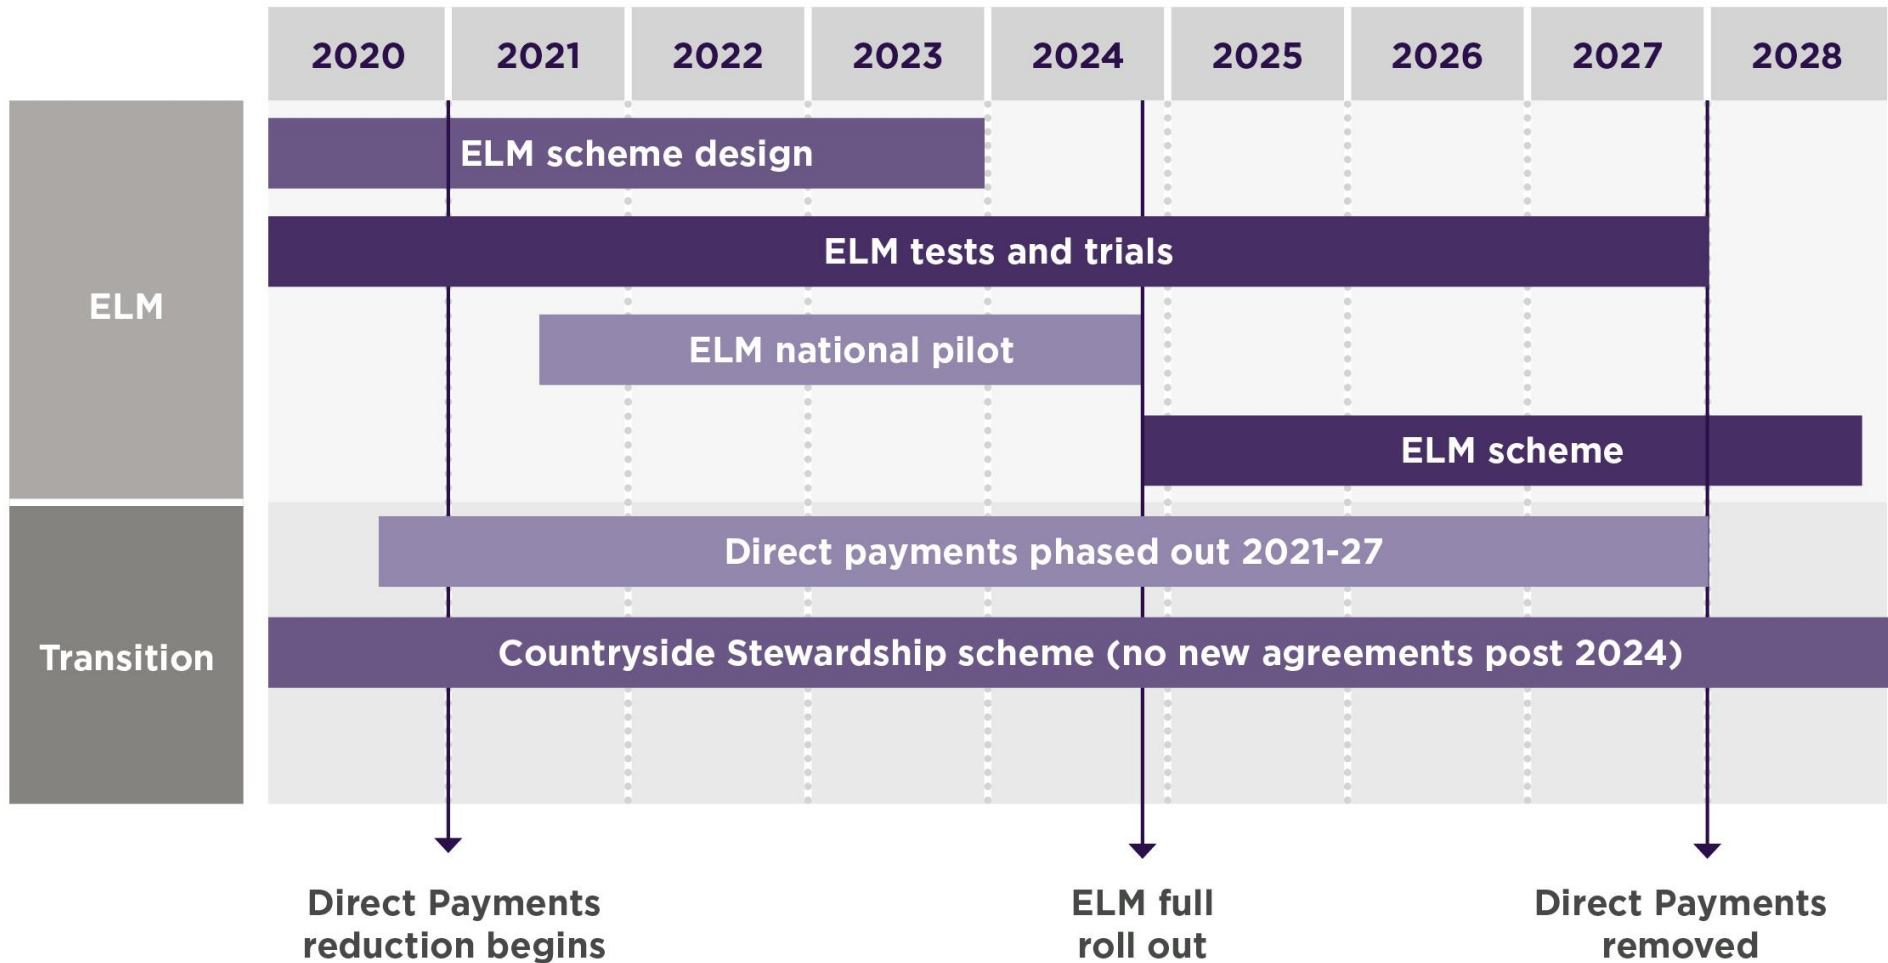 2020 2021 2022 2023 2024 2025 2026 2027 2028
ELM
ELM scheme design
ELM tests and trials
ELM national pilot
ELM scheme
Transition
Direct payments phased out 2021-27
Countryside Stewardship scheme (no new agreements post 2024)
Direct Payments
reduction begins
ELM full
roll out
Direct Payments
removed